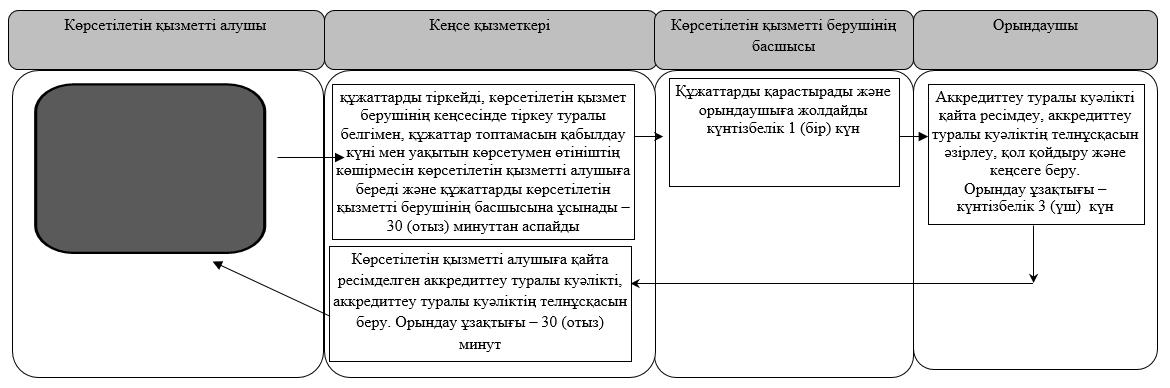 Көрсетілетін қызметті алушы
Кеңсе қызметкері
Көрсетілетін қызметті берушінің
басшысы
Орындаушы
құжаттарды тіркейді, көрсетілетін қызмет
берушінің кеңсесінде тіркеу туралы
белгімен, құжаттар топтамасын қабылдау
күні мен уақытын көрсетумен өтініштің
көшірмесін көрсетілетін қызметті алушыға
береді және құжаттарды көрсетілетін
қызметті берушінің басшысына ұсынады –
30 (отыз) минуттан аспайды
Құжаттарды қарастырады және
орындаушыға жолдайды
күнтізбелік 1 (бір) күн
Аккредиттеу туралы куәлікті
қайта ресімдеу, аккредиттеу
туралы куәліктің телнұсқасын
әзірлеу, қол қойдыру және
кеңсеге беру.
Орындау ұзақтығы –
күнтізбелік 3 (үш) күн
Көрсетілетін қызметті алушыға қайта
ресімделген аккредиттеу туралы куәлікті,
аккредиттеу туралы куәліктің телнұсқасын
беру. Орындау ұзақтығы – 30 (отыз)
минут